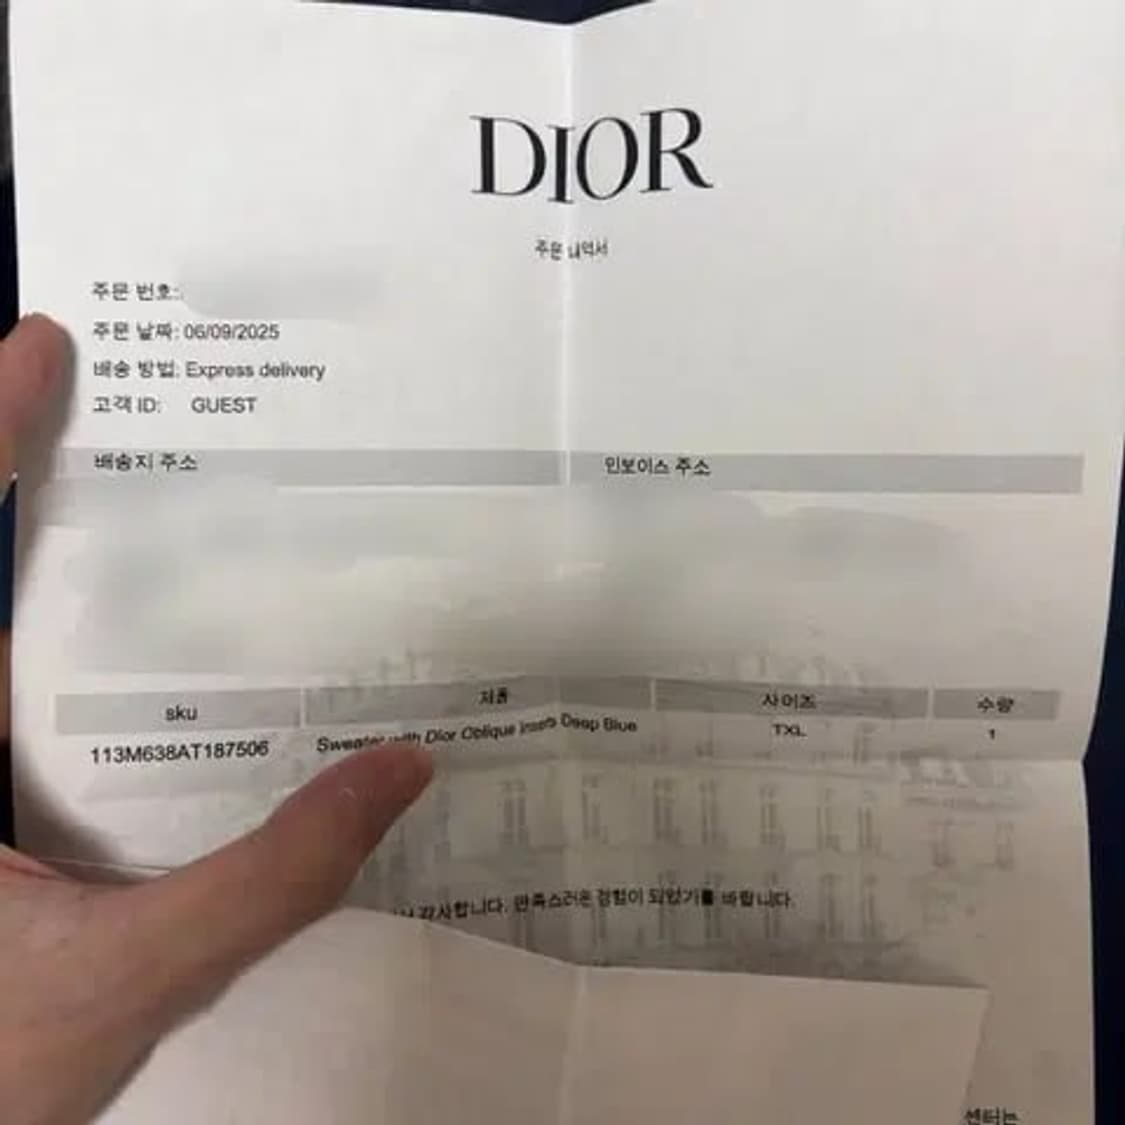 DIOR
주문 내역서
주문 번호:
주문 날짜: 06/09/2025
배송 방법: Express delivery
고객 ID: GUEST
배송지 주소 인보이스 주소
sku 제품 사이즈 수량
113M638AT187506 Sweater with Dior Oblique Inserts Deep Blue TXL 1
감사합니다. 만족스러운 경험이 되었기를 바랍니다.
센터는